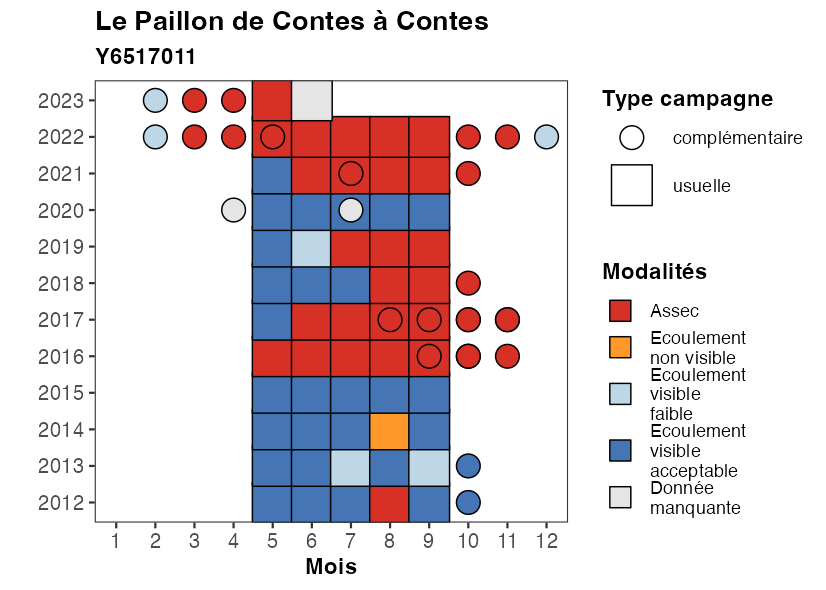 Le Paillon de Contes à Contes
Y6517011
2023
2022
2021
2020
2019
2018
2017
2016
2015
2014
2013
2012
1 2 3 4 5 6 7 8 9 10 11 12
Mois
Type campagne
complémentaire
usuelle
Modalités
Assec
Ecoulement
non visible
Ecoulement
visible
faible
Ecoulement
visible
acceptable
Donnée
manquante